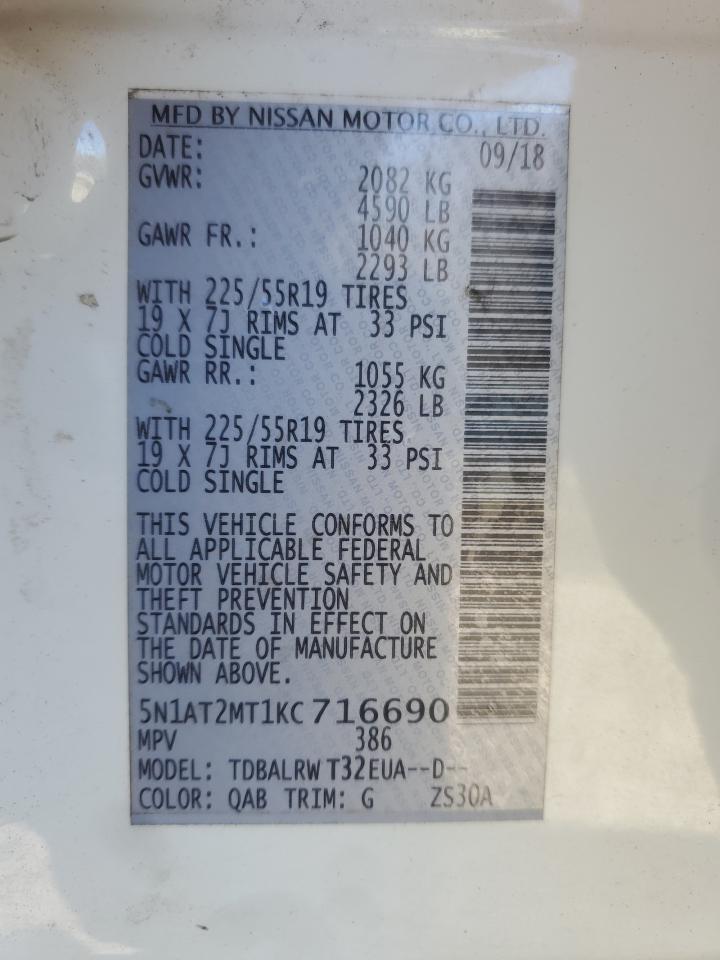 MFD BY NISSAN MOTOR CO., LTD.
DATE: 09/18
GVWR: 2082 KG
4590 LB
GAWR FR.: 1040 KG
2293 LB
WITH 225/55R19 TIRES
19 X 7J RIMS AT 33 PSI
COLD SINGLE
GAWR RR.: 1055 KG
2326 LB
WITH 225/55R19 TIRES
19 X 7J RIMS AT 33 PSI
COLD SINGLE
THIS VEHICLE CONFORMS TO
ALL APPLICABLE FEDERAL
MOTOR VEHICLE SAFETY AND
THEFT PREVENTION
STANDARDS IN EFFECT ON
THE DATE OF MANUFACTURE
SHOWN ABOVE.
5N1AT2MT1KC716690
MPV 386
MODEL: TDBALRW T32EUA--D--
COLOR: QAB TRIM: G ZS30A